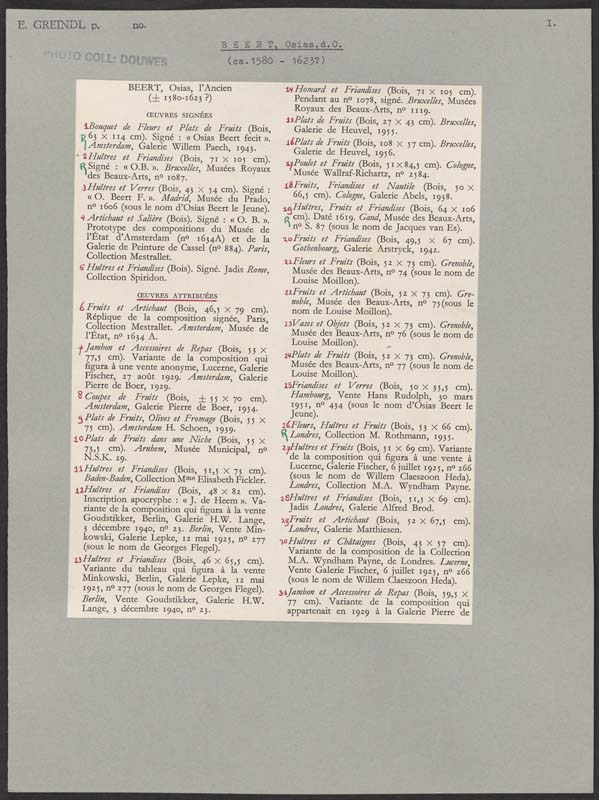 E. GREINDL p. no.
I.
BEERT, Osias, d.O.
(ca.1580 - 1623?)
PHOTO COLL: DOUWES
BEERT, Osias, l'Ancien
(± 1580-1623 ?)
ŒUVRES SIGNÉES
1 Bouquet de Fleurs et Plats de Fruits (Bois,
R 63 × 114 cm). Signé : « Osias Beert fecit ».
Amsterdam, Galerie Willem Paech, 1943.
2 Huîtres et Friandises (Bois, 71 × 105 cm).
R Signé : « O.B. ». Bruxelles, Musées Royaux
des Beaux-Arts, nº 1087.
3 Huîtres et Verres (Bois, 43 × 54 cm). Signé :
« O. Beert F. ». Madrid, Musée du Prado,
nº 1606 (sous le nom d'Osias Beert le Jeune).
4 Artichaut et Salière (Bois). Signé : « O. B. ».
Prototype des compositions du Musée de
l'État d'Amsterdam (nº 1634A) et de la
Galerie de Peinture de Cassel (nº 884). Paris,
Collection Mestrallet.
5 Huîtres et Friandises (Bois). Signé. Jadis Rome,
Collection Spiridon.
ŒUVRES ATTRIBUÉES
6 Fruits et Artichaut (Bois, 46,5 × 79 cm).
Réplique de la composition signée, Paris,
Collection Mestrallet. Amsterdam, Musée de
l'État, nº 1634 A.
7 Jambon et Accessoires de Repas (Bois, 53 ×
77,5 cm). Variante de la composition qui
figura à une vente anonyme, Lucerne, Galerie
Fischer, 27 août 1929. Amsterdam, Galerie
Pierre de Boer, 1929.
8 Coupes de Fruits (Bois, ± 55 × 70 cm).
Amsterdam, Galerie Pierre de Boer, 1954.
9 Plats de Fruits, Olives et Fromage (Bois, 55 ×
75 cm). Amsterdam H. Schoen, 1939.
10 Plats de Fruits dans une Niche (Bois, 55 ×
73,5 cm). Arnhem, Musée Municipal, nº
N.S.K. 29.
11 Huîtres et Friandises (Bois, 51,5 × 73 cm).
Baden-Baden, Collection Mme Elisabeth Fickler.
12 Huîtres et Friandises (Bois, 48 × 82 cm).
Inscription apocryphe : « J. de Heem ». Va-
riante de la composition qui figura à la vente
Goudstikker, Berlin, Galerie H.W. Lange,
3 décembre 1940, nº 23. Berlin, Vente Min-
kowski, Galerie Lepke, 12 mai 1925, nº 277
(sous le nom de Georges Flegel).
13 Huîtres et Friandises (Bois, 46 × 65,5 cm).
Variante du tableau qui figura à la vente
Minkowski, Berlin, Galerie Lepke, 12 mai
1925, nº 277 (sous le nom de Georges Flegel).
Berlin, Vente Goudstikker, Galerie H.W.
Lange, 3 décembre 1940, nº 23.
14 Homard et Friandises (Bois, 71 × 105 cm).
Pendant au nº 1078, signé. Bruxelles, Musées
Royaux des Beaux-Arts, nº 1119.
15 Plats de Fruits (Bois, 27 × 43 cm). Bruxelles,
Galerie de Heuvel, 1955.
16 Plats de Fruits (Bois, 108 × 57 cm). Bruxelles,
Galerie de Heuvel, 1956.
17 Poulet et Fruits (Bois, 51×84,5 cm). Cologne,
Musée Wallraf-Richartz, nº 2584.
18 Fruits, Friandises et Nautile (Bois, 50 ×
66,5 cm). Cologne, Galerie Abels, 1938.
19 Huîtres, Fruits et Friandises (Bois, 64 × 106
R cm). Daté 1619. Gand, Musée des Beaux-Arts,
nº S. 87 (sous le nom de Jacques van Es).
20 Fruits et Friandises (Bois, 49,5 × 67 cm).
Gothenbourg, Galerie Arstryck, 1942.
21 Fleurs et Fruits (Bois, 52 × 73 cm). Grenoble,
Musée des Beaux-Arts, nº 74 (sous le nom de
Louise Moillon).
22 Fruits et Artichaut (Bois, 52 × 73 cm). Gre-
noble, Musée des Beaux-Arts, nº 75 (sous le
nom de Louise Moillon).
23 Vases et Objets (Bois, 52 × 73 cm). Grenoble,
Musée des Beaux-Arts, nº 76 (sous le nom de
Louise Moillon).
24 Plats de Fruits (Bois, 52 × 73 cm). Grenoble,
Musée des Beaux-Arts, nº 77 (sous le nom de
Louise Moillon).
25 Friandises et Verres (Bois, 50 × 35,5 cm).
Hambourg, Vente Hans Rudolph, 30 mars
1951, nº 434 (sous le nom d'Osias Beert le
Jeune).
26 Fleurs, Huîtres et Fruits (Bois, 53 × 66 cm).
R Londres, Collection M. Rothmann, 1935.
27 Huîtres et Fruits (Bois, 51 × 69 cm). Variante
de la composition qui figura à une vente à
Lucerne, Galerie Fischer, 6 juillet 1925, nº 266
(sous le nom de Willem Claeszoon Heda).
Londres, Collection M.A. Wyndham Payne.
28 Huîtres et Friandises (Bois, 51,5 × 69 cm).
Jadis Londres, Galerie Alfred Brod.
29 Fruits et Artichaut (Bois, 52 × 67,5 cm).
Londres, Galerie Matthiesen.
30 Huîtres et Châtaignes (Bois, 43 × 57 cm).
Variante de la composition de la Collection
M.A. Wyndham Payne, de Londres. Lucerne,
Vente Galerie Fischer, 6 juillet 1925, nº 266
(sous le nom de Willem Claeszoon Heda).
31 Jambon et Accessoires de Repas (Bois, 59,5 ×
77 cm). Variante de la composition qui
appartenait en 1929 à la Galerie Pierre de